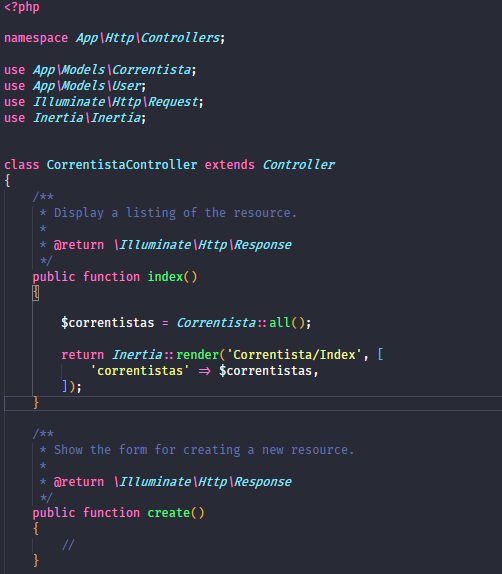 <?php
namespace App\Http\Controllers;
use App\Models\Correntista;
use App\Models\User;
use Illuminate\Http\Request;
use Inertia\Inertia;
class CorrentistaController extends Controller
{
/**
* Display a listing of the resource.
*
* @return \Illuminate\Http\Response
*/
public function index()
{
$correntistas = Correntista::all();
return Inertia::render('Correntista/Index', [
'correntistas' => $correntistas,
]);
}
/**
* Show the form for creating a new resource.
*
* @return \Illuminate\Http\Response
*/
public function create()
{
//
}